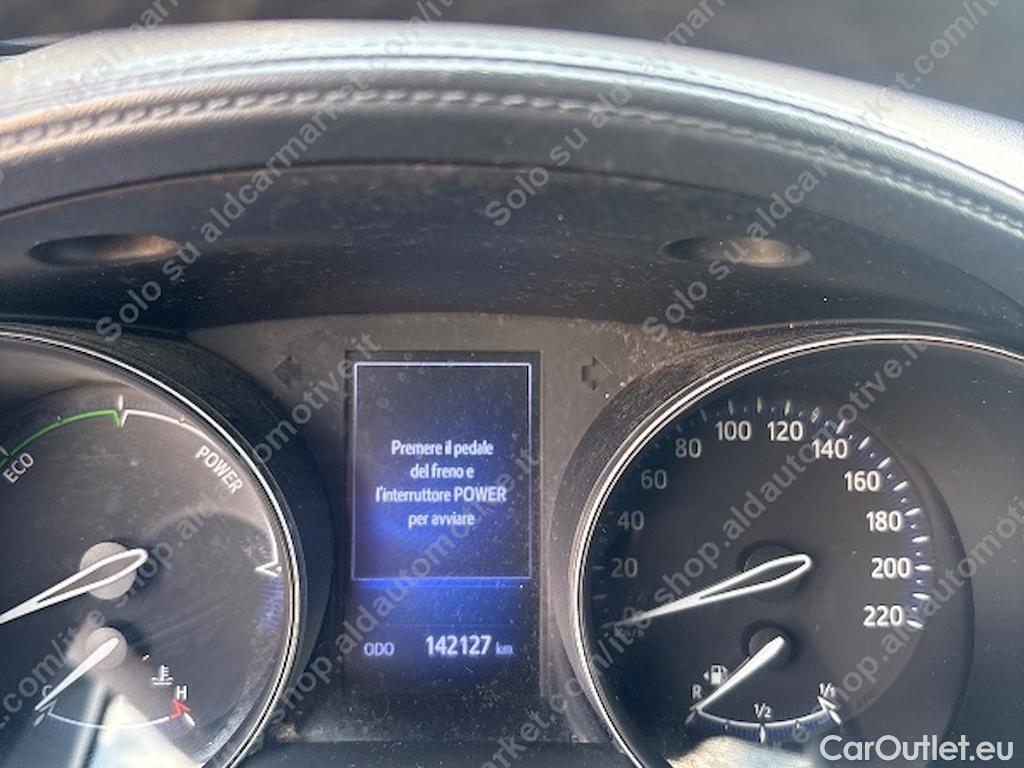 Premere il pedale
del freno e
l'interruttore POWER
per avviare
ODO 142127 km
ECO
POWER
C
H
0
20
40
60
80
100
120
140
160
180
200
220
R
1/2
1/1
Solo su aldcarmarket.com/it e su shop.aldautomotive.it
CarOutlet.eu